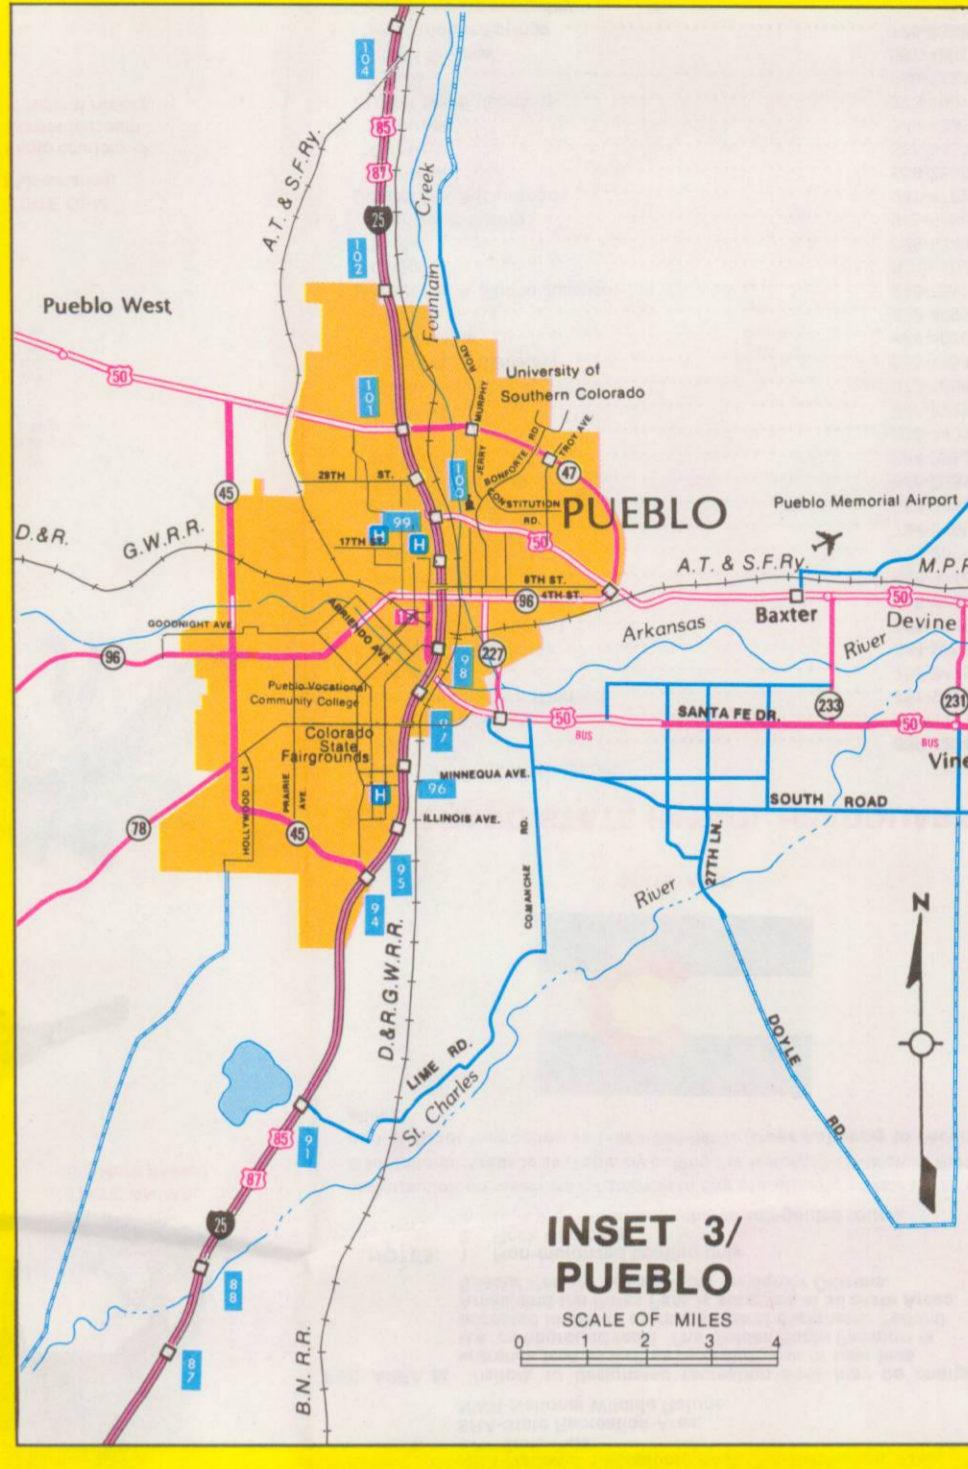 104
85
A.T. & S.F.Ry.
87
Creek
25
102
Fountain
Pueblo West
50
101
ROAD
MURPHY
JERRY
University of
Southern Colorado
BONFORTE RD.
TROY AVE.
47
29TH ST.
100
45
CONSTITUTION
RD.
PUEBLO
Pueblo Memorial Airport
D.& R.
G.W.R.R.
99
H
H
17TH ST.
50
A.T. & S.F.Ry.
M.P.R
8TH ST.
4TH ST.
96
50
Baxter
Devine
GOODNIGHT AVE
ABRIENDO AVE.
Arkansas
River
96
227
98
Pueblo Vocational
Community College
233
231
SANTA FE DR.
50
BUS
50
BUS
97
Colorado
State
Fairgrounds
Vine
HOLLYWOOD LN
PRAIRIE
AVE.
H
96
MINNEQUA AVE.
SOUTH ROAD
ILLINOIS AVE.
78
45
COMANCHE RD.
27TH LN.
95
River
94
N
D.&R.G.W.R.R.
LIME RD.
DOYLE
RD.
St. Charles
85
91
87
25
88
87
B.N. R.R.
INSET 3/
PUEBLO
SCALE OF MILES
0 1 2 3 4